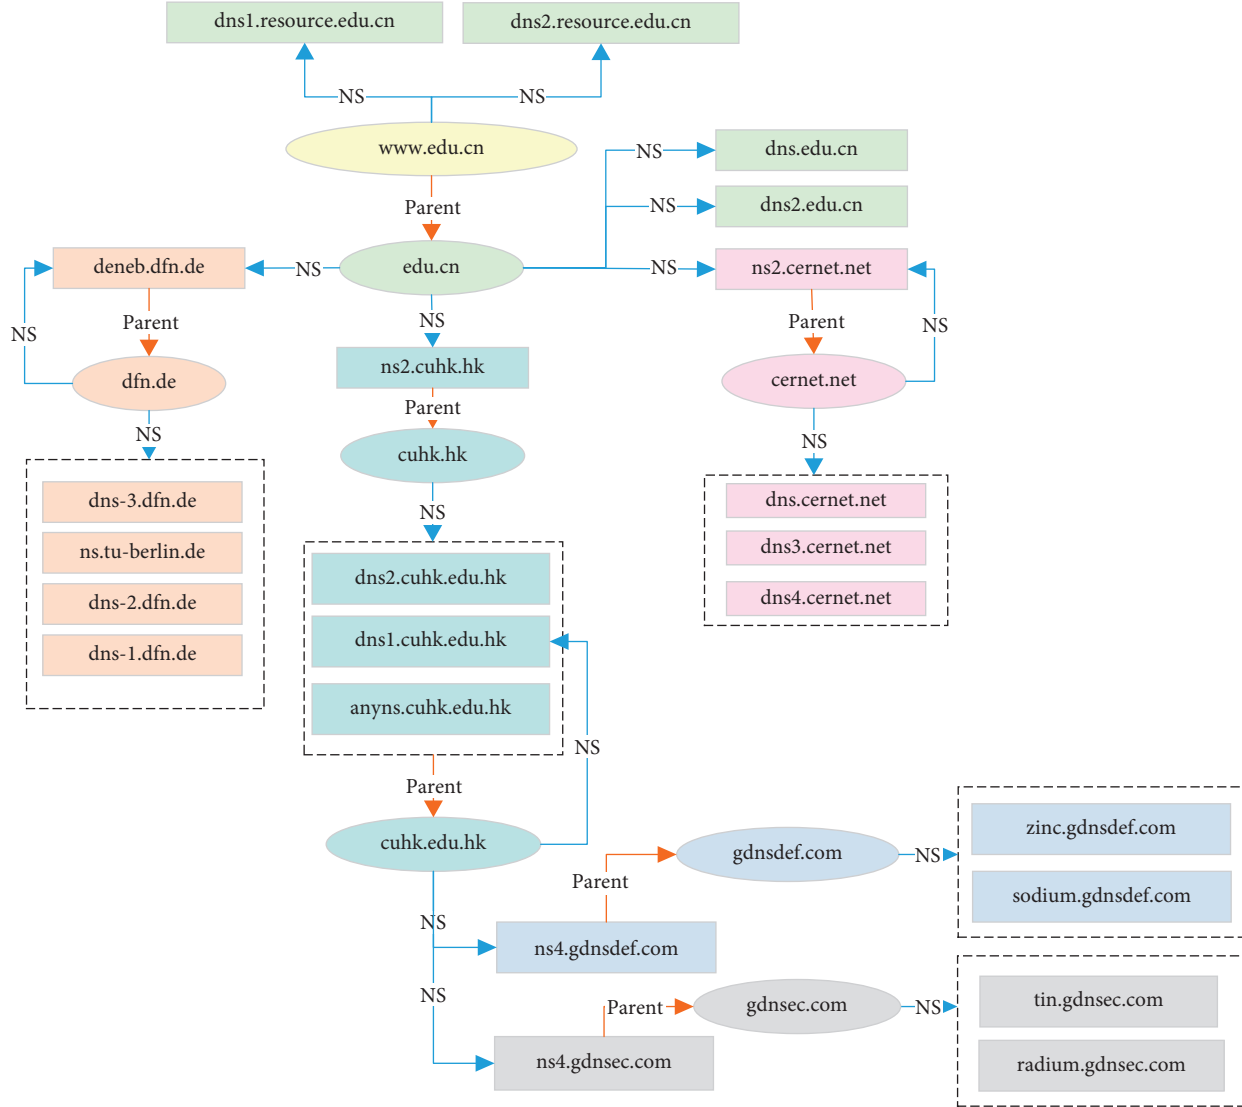 dns1.resource.edu.cn
dns2.resource.edu.cn
NS
NS
www.edu.cn
Parent
NS
dns.edu.cn
NS
dns2.edu.cn
deneb.dfn.de
NS
edu.cn
NS
ns2.cernet.net
NS
Parent
NS
Parent
NS
dfn.de
ns2.cuhk.hk
cernet.net
Parent
NS
cuhk.hk
NS
dns-3.dfn.de
ns.tu-berlin.de
dns-2.dfn.de
dns-1.dfn.de
NS
dns.cernet.net
dns3.cernet.net
dns4.cernet.net
dns2.cuhk.edu.hk
dns1.cuhk.edu.hk
anyns.cuhk.edu.hk
NS
Parent
cuhk.edu.hk
gdnsdef.com
NS
zinc.gdnsdef.com
sodium.gdnsdef.com
Parent
NS
ns4.gdnsdef.com
NS
Parent
gdnsec.com
NS
tin.gdnsec.com
radium.gdnsec.com
ns4.gdnsec.com